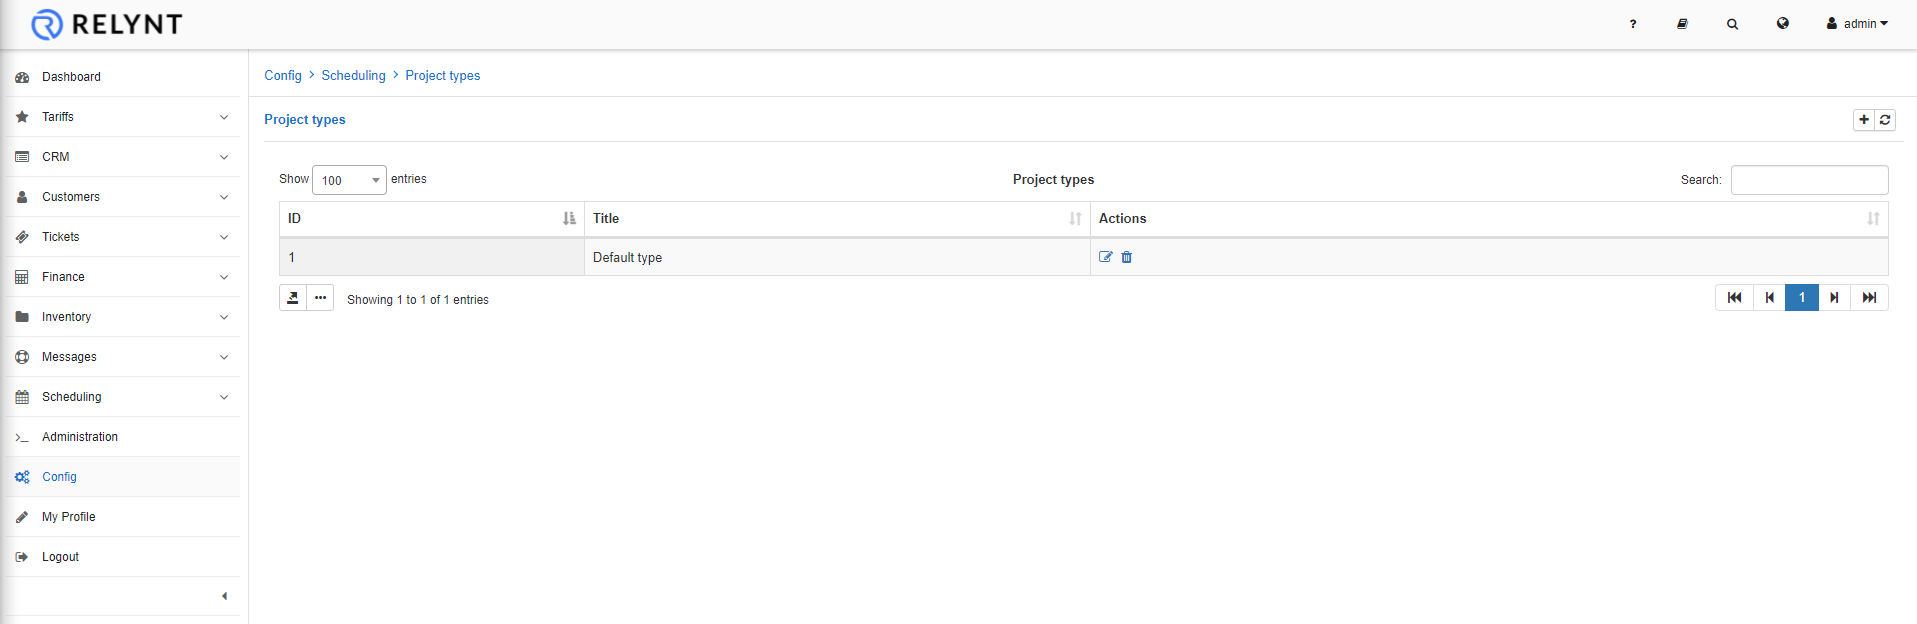 RELYNT
? admin
Dashboard
Tariffs
CRM
Customers
Tickets
Finance
Inventory
Messages
Scheduling
Administration
Config
My Profile
Logout
Config > Scheduling > Project types
Project types
Show 100 entries
Project types
Search:
ID Title Actions
1 Default type
Showing 1 to 1 of 1 entries
1